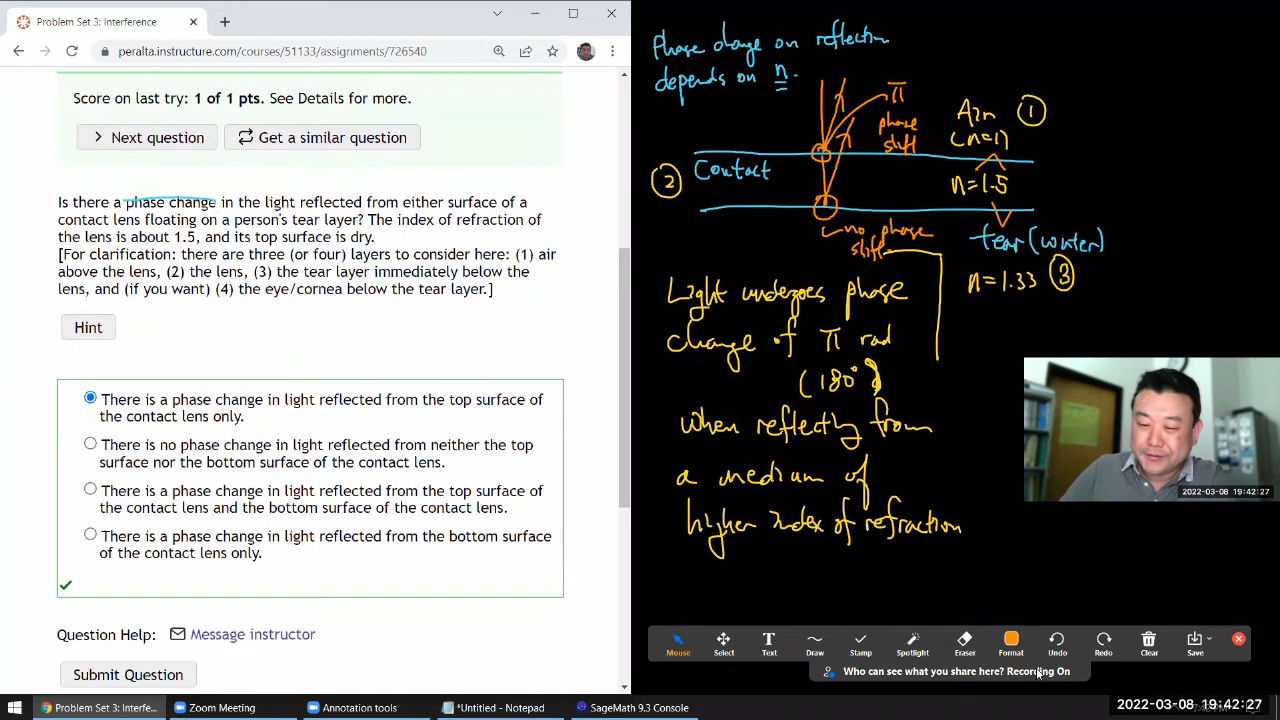 Problem Set 3: Interference
peralta.instructure.com/courses/51133/assignments/726540
Score on last try: 1 of 1 pts. See Details for more.
Next question
Get a similar question
Is there a phase change in the light reflected from either surface of a
contact lens floating on a person's tear layer? The index of refraction of
the lens is about 1.5, and its top surface is dry.
[For clarification: there are three (or four) layers to consider here: (1) air
above the lens, (2) the lens, (3) the tear layer immediately below the
lens, and (if you want) (4) the eye/cornea below the tear layer.]
Hint
There is a phase change in light reflected from the top surface of
the contact lens only.
There is no phase change in light reflected from neither the top
surface nor the bottom surface of the contact lens.
There is a phase change in light reflected from the top surface of
the contact lens and the bottom surface of the contact lens.
There is a phase change in light reflected from the bottom surface
of the contact lens only.
Question Help:
Message instructor
Submit Question
Phase change on reflection
depends on n.
π
phase
shift
Air 1
(n=1)
2 Contact
n=1.5
no phase
shift
tear (water)
n=1.33 3
Light undergoes phase
change of π rad
(180°)
when reflecting from
a medium of
higher index of refraction
2022-03-08 19:42:27
Mouse
Select
Text
Draw
Stamp
Spotlight
Eraser
Format
Undo
Redo
Clear
Save
Who can see what you share here? Recording On
Problem Set 3: Interfe...
Zoom Meeting
Annotation tools
*Untitled - Notepad
SageMath 9.3 Console
2022-03-08 19:42:27